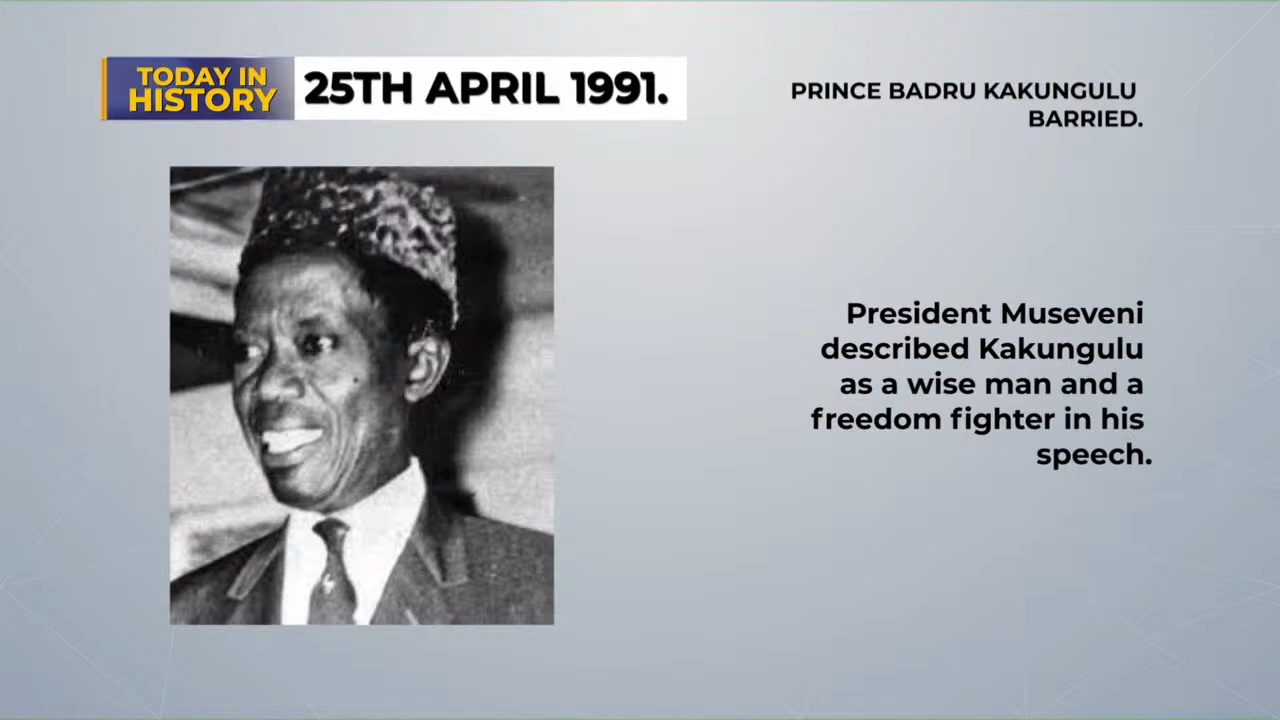 TODAY IN
HISTORY
25TH APRIL 1991.
PRINCE BADRU KAKUNGULU
BARRIED.
President Museveni
described Kakungulu
as a wise man and a
freedom fighter in his
speech.